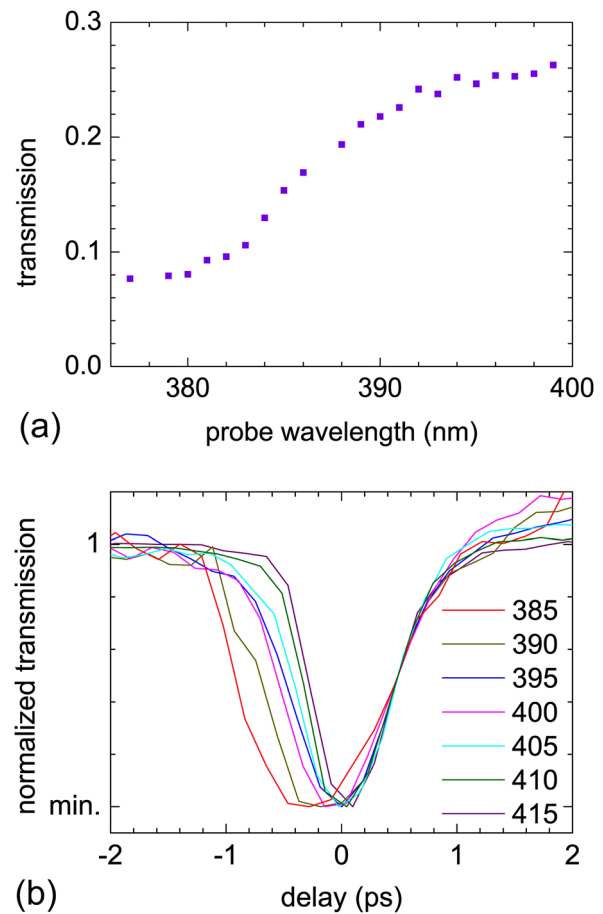 0.3
0.2
0.1
0.0
transmission
380
390
400
(a)
probe wavelength (nm)
1
min.
normalized transmission
385
390
395
400
405
410
415
-2
-1
0
1
2
(b)
delay (ps)